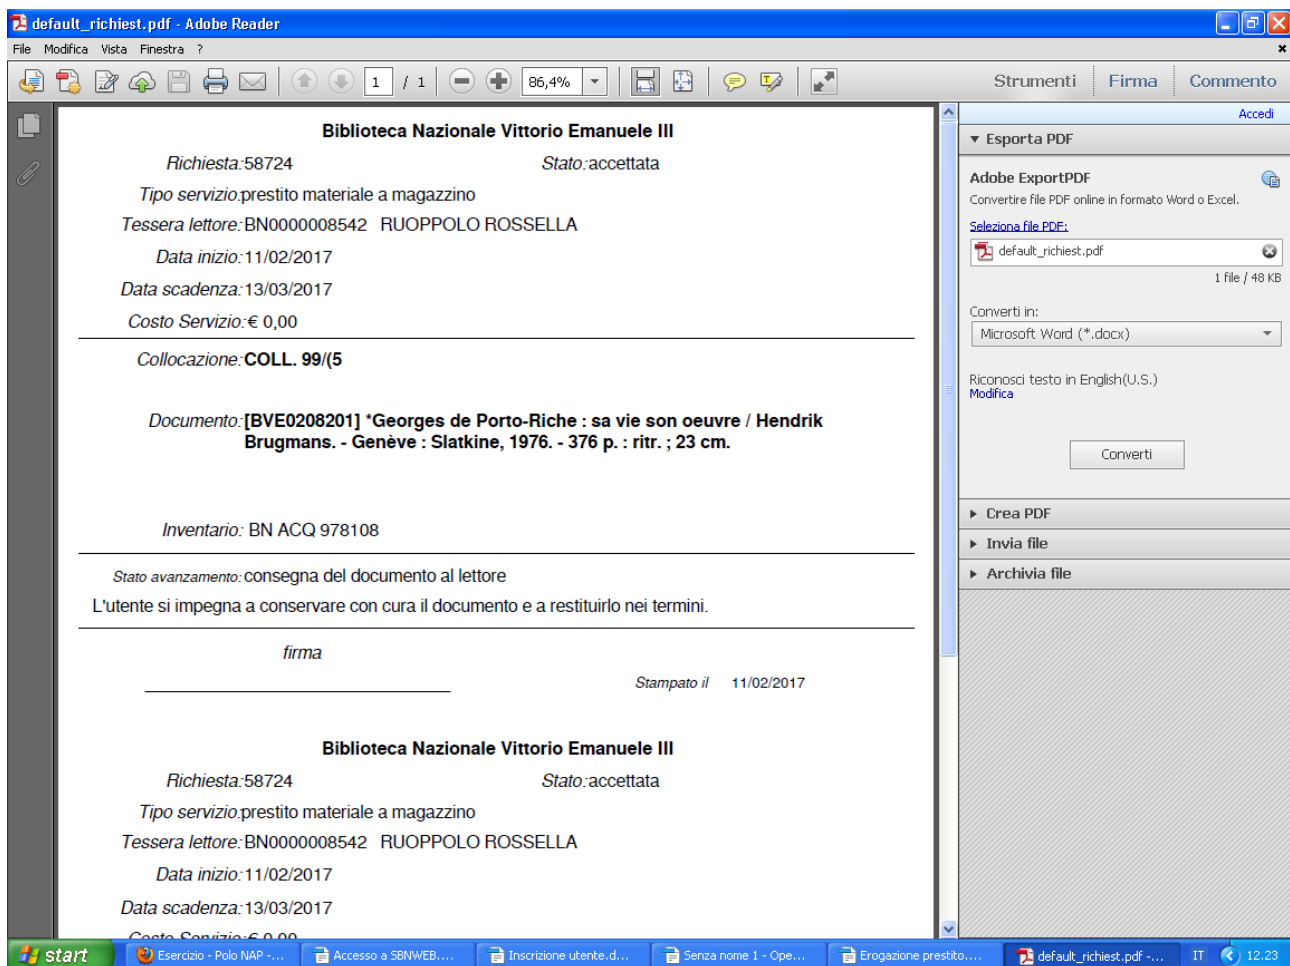 default_richiest.pdf - Adobe Reader
File Modifica Vista Finestra ?
1 / 1 86,4% Strumenti Firma Commento
Accedi
Biblioteca Nazionale Vittorio Emanuele III
Richiesta: 58724 Stato: accettata
Tipo servizio: prestito materiale a magazzino
Tessera lettore: BN0000008542 RUOPPOLO ROSSELLA
Data inizio: 11/02/2017
Data scadenza: 13/03/2017
Costo Servizio: € 0,00
Collocazione: COLL. 99/(5
Documento: [BVE0208201] *Georges de Porto-Riche : sa vie son oeuvre / Hendrik
Brugmans. - Genève : Slatkine, 1976. - 376 p. : ritr. ; 23 cm.
Inventario: BN ACQ 978108
Stato avanzamento: consegna del documento al lettore
L'utente si impegna a conservare con cura il documento e a restituirlo nei termini.
firma
Stampato il 11/02/2017
Biblioteca Nazionale Vittorio Emanuele III
Richiesta: 58724 Stato: accettata
Tipo servizio: prestito materiale a magazzino
Tessera lettore: BN0000008542 RUOPPOLO ROSSELLA
Data inizio: 11/02/2017
Data scadenza: 13/03/2017
Costo Servizio: € 0,00
Esporta PDF
Adobe ExportPDF
Convertire file PDF online in formato Word o Excel.
Seleziona file PDF:
default_richiest.pdf
1 file / 48 KB
Converti in:
Microsoft Word (*.docx)
Riconosci testo in English(U.S.)
Modifica
Converti
Crea PDF
Invia file
Archivia file
start Esercizio - Polo NAP -... Accesso a SBNWEB.... Inscrizione utente.d... Senza nome 1 - Ope... Erogazione prestito.... default_richiest.pdf -... IT 12.23